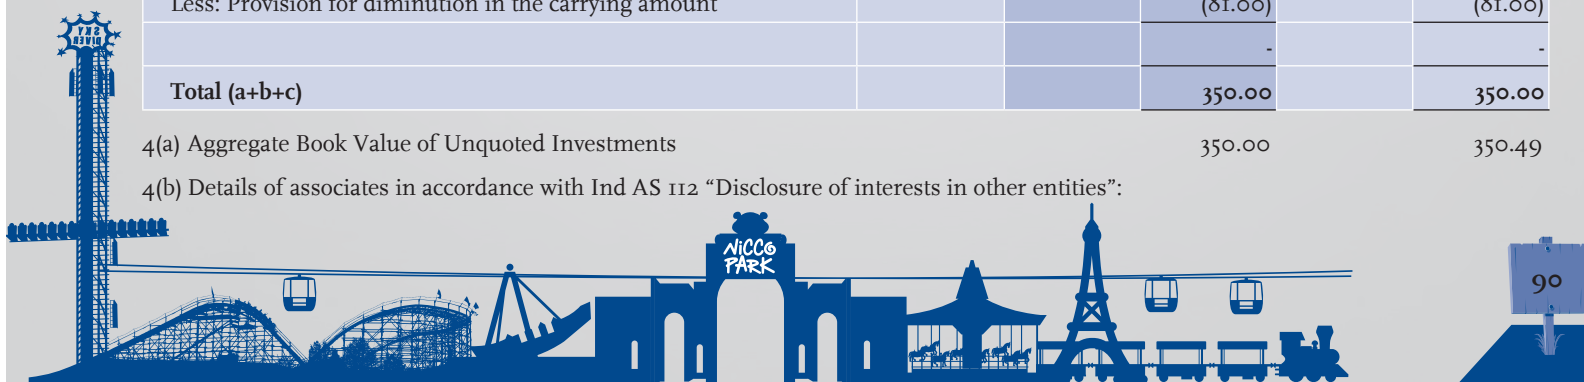 Less: Provision for diminution in the carrying amount (81.00) (81.00)
- -
Total (a+b+c) 350.00 350.00
4(a) Aggregate Book Value of Unquoted Investments 350.00 350.49
4(b) Details of associates in accordance with Ind AS 112 “Disclosure of interests in other entities”:
SKY
DIVER
NICCO
PARK
90